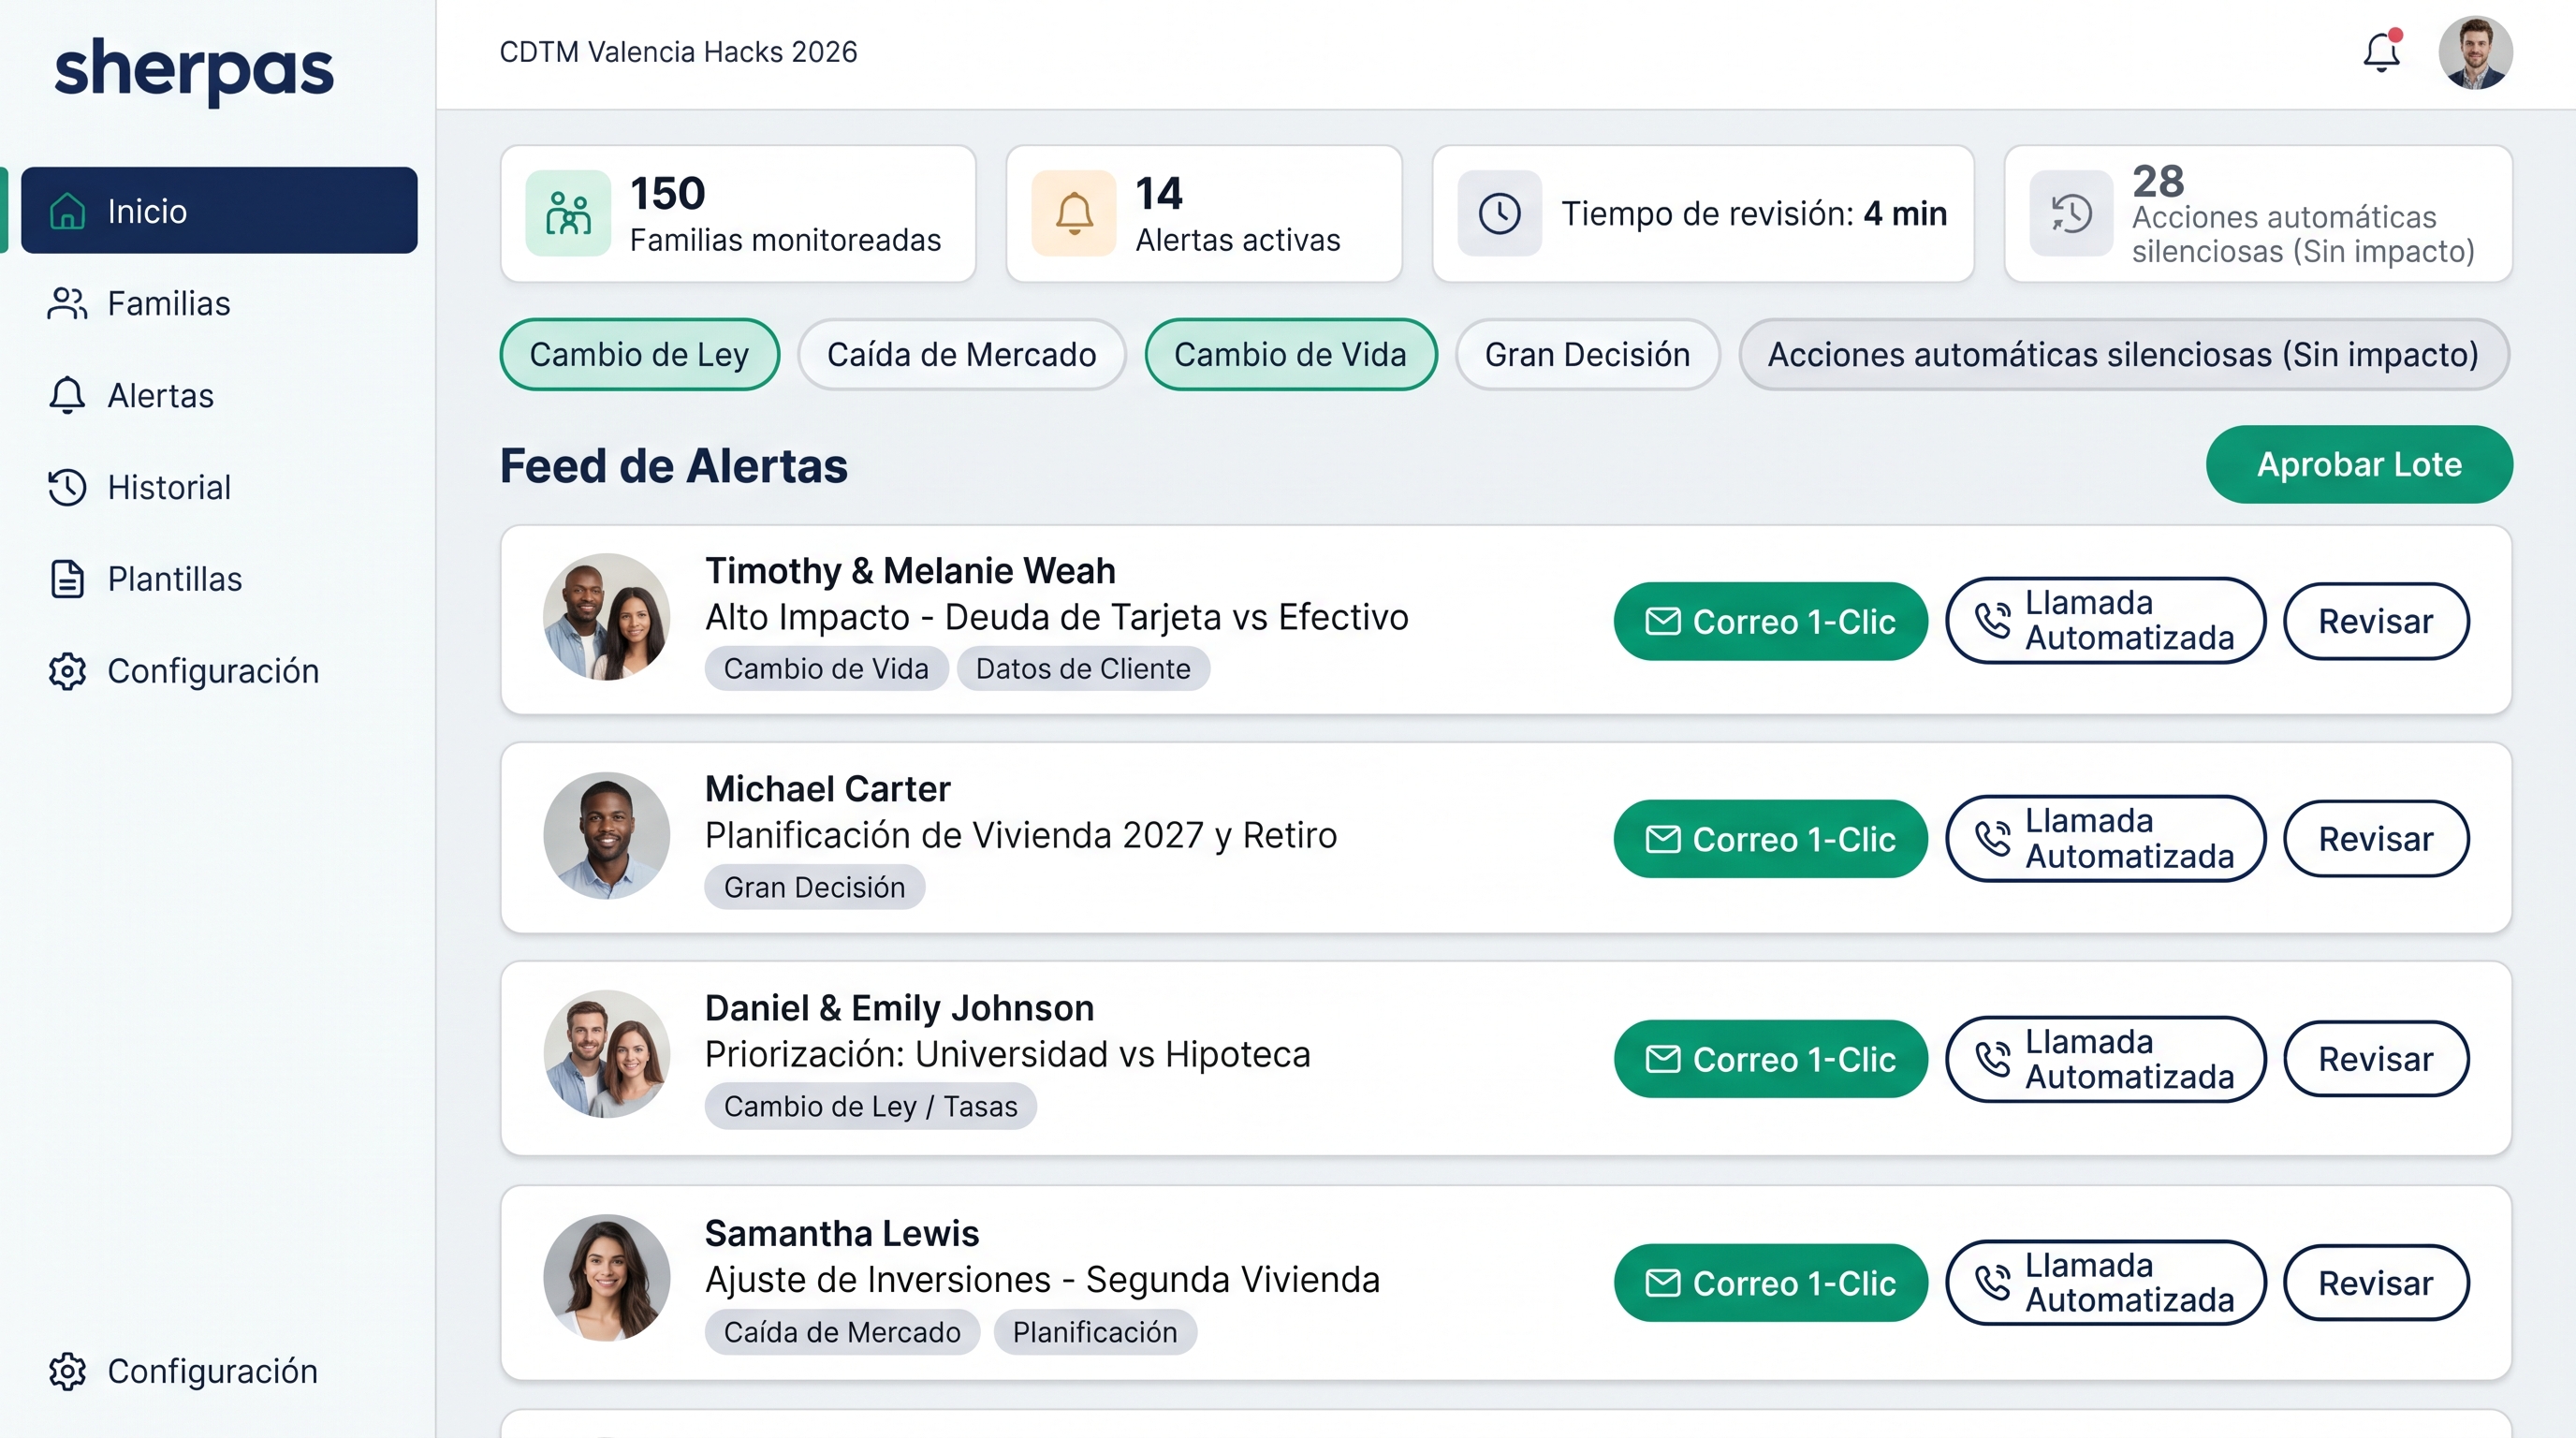 sherpas
Inicio
Familias
Alertas
Historial
Plantillas
Configuración
Configuración
CDTM Valencia Hacks 2026
150
Familias monitoreadas
14
Alertas activas
Tiempo de revisión: 4 min
28
Acciones automáticas
silenciosas (Sin impacto)
Cambio de Ley
Caída de Mercado
Cambio de Vida
Gran Decisión
Acciones automáticas silenciosas (Sin impacto)
Feed de Alertas
Aprobar Lote
Timothy & Melanie Weah
Alto Impacto - Deuda de Tarjeta vs Efectivo
Cambio de Vida
Datos de Cliente
Correo 1-Clic
Llamada
Automatizada
Revisar
Michael Carter
Planificación de Vivienda 2027 y Retiro
Gran Decisión
Correo 1-Clic
Llamada
Automatizada
Revisar
Daniel & Emily Johnson
Priorización: Universidad vs Hipoteca
Cambio de Ley / Tasas
Correo 1-Clic
Llamada
Automatizada
Revisar
Samantha Lewis
Ajuste de Inversiones - Segunda Vivienda
Caída de Mercado
Planificación
Correo 1-Clic
Llamada
Automatizada
Revisar